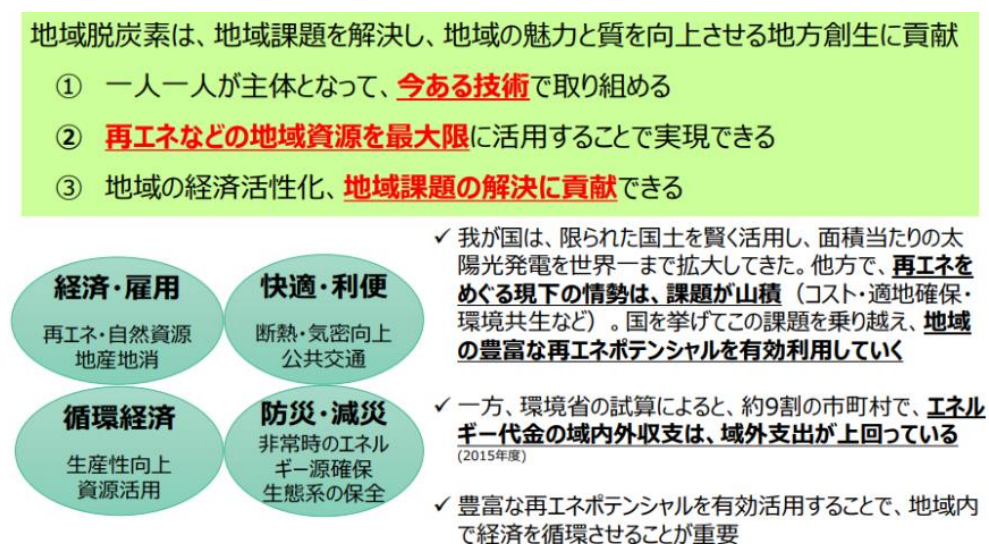 地域脱炭素は、地域課題を解決し、地域の魅力と質を向上させる地方創生に貢献
① 一人一人が主体となって、今ある技術で取り組める
② 再エネなどの地域資源を最大限に活用することで実現できる
③ 地域の経済活性化、地域課題の解決に貢献できる
経済・雇用
再エネ・自然資源
地産地消
快適・利便
断熱・気密向上
公共交通
循環経済
生産性向上
資源活用
防災・減災
非常時のエネル
ギー源確保
生態系の保全
✓ 我が国は、限られた国土を賢く活用し、面積当たりの太
陽光発電を世界一まで拡大してきた。他方で、再エネを
めぐる現下の情勢は、課題が山積（コスト・適地確保・
環境共生など）。国を挙げてこの課題を乗り越え、地域
の豊富な再エネポテンシャルを有効利用していく
✓ 一方、環境省の試算によると、約9割の市町村で、エネル
ギー代金の域内外収支は、域外支出が上回っている
(2015年度)
✓ 豊富な再エネポテンシャルを有効活用することで、地域内
で経済を循環させることが重要